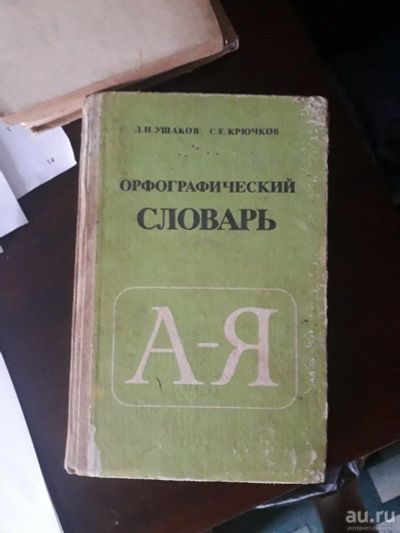 Д.Н.УШАКОВ С.Е.КРЮЧКОВ
ОРФОГРАФИЧЕСКИЙ
СЛОВАРЬ
А-Я
au.ru